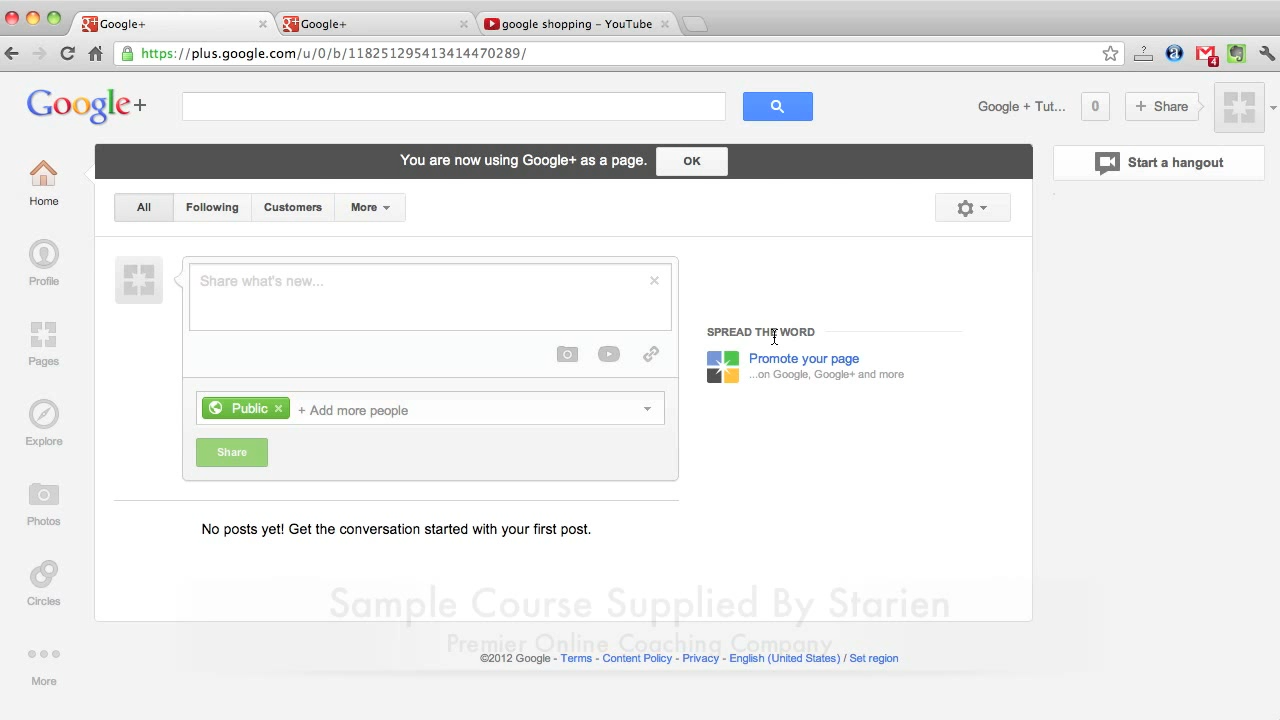 Google+
Google+
google shopping – YouTube
https://plus.google.com/u/0/b/118251295413414470289/
4
Google+
Google + Tut...
0
+ Share
You are now using Google+ as a page.
OK
Start a hangout
Home
All
Following
Customers
More
Profile
Share what's new...
SPREAD THE WORD
Promote your page
...on Google, Google+ and more
Pages
Public
+ Add more people
Explore
Share
Photos
No posts yet! Get the conversation started with your first post.
Circles
Sample Course Supplied By Starien
Premier Online Coaching Company
©2012 Google - Terms - Content Policy - Privacy - English (United States) / Set region
More